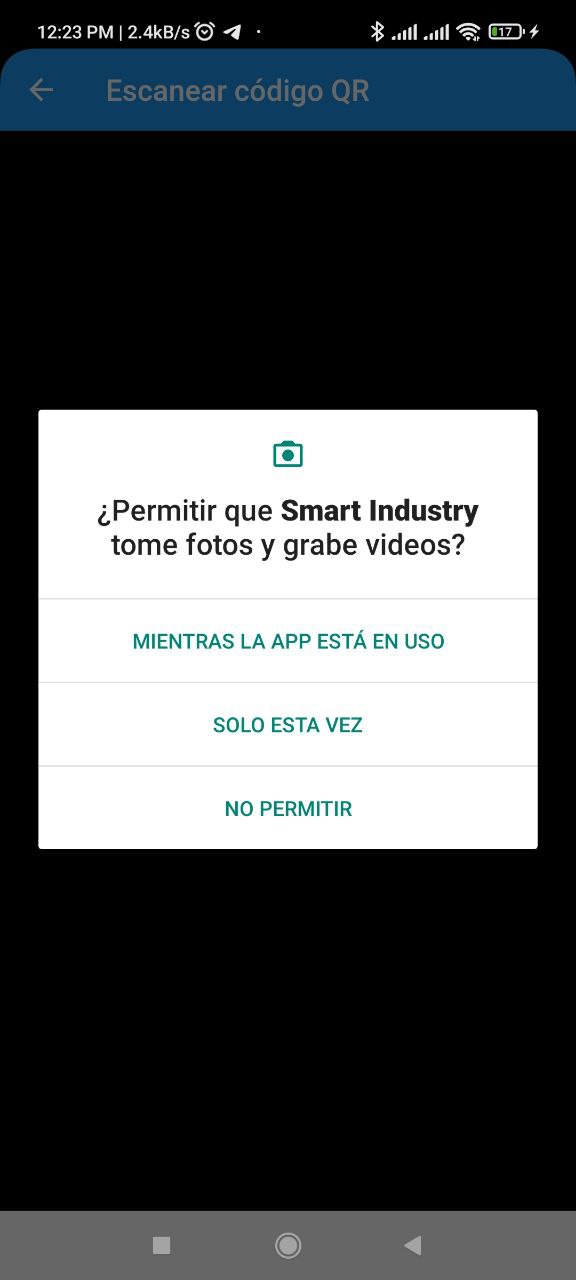 12:23 PM | 2.4kB/s
17
Escanear código QR
¿Permitir que Smart Industry
tome fotos y grabe videos?
MIENTRAS LA APP ESTÁ EN USO
SOLO ESTA VEZ
NO PERMITIR